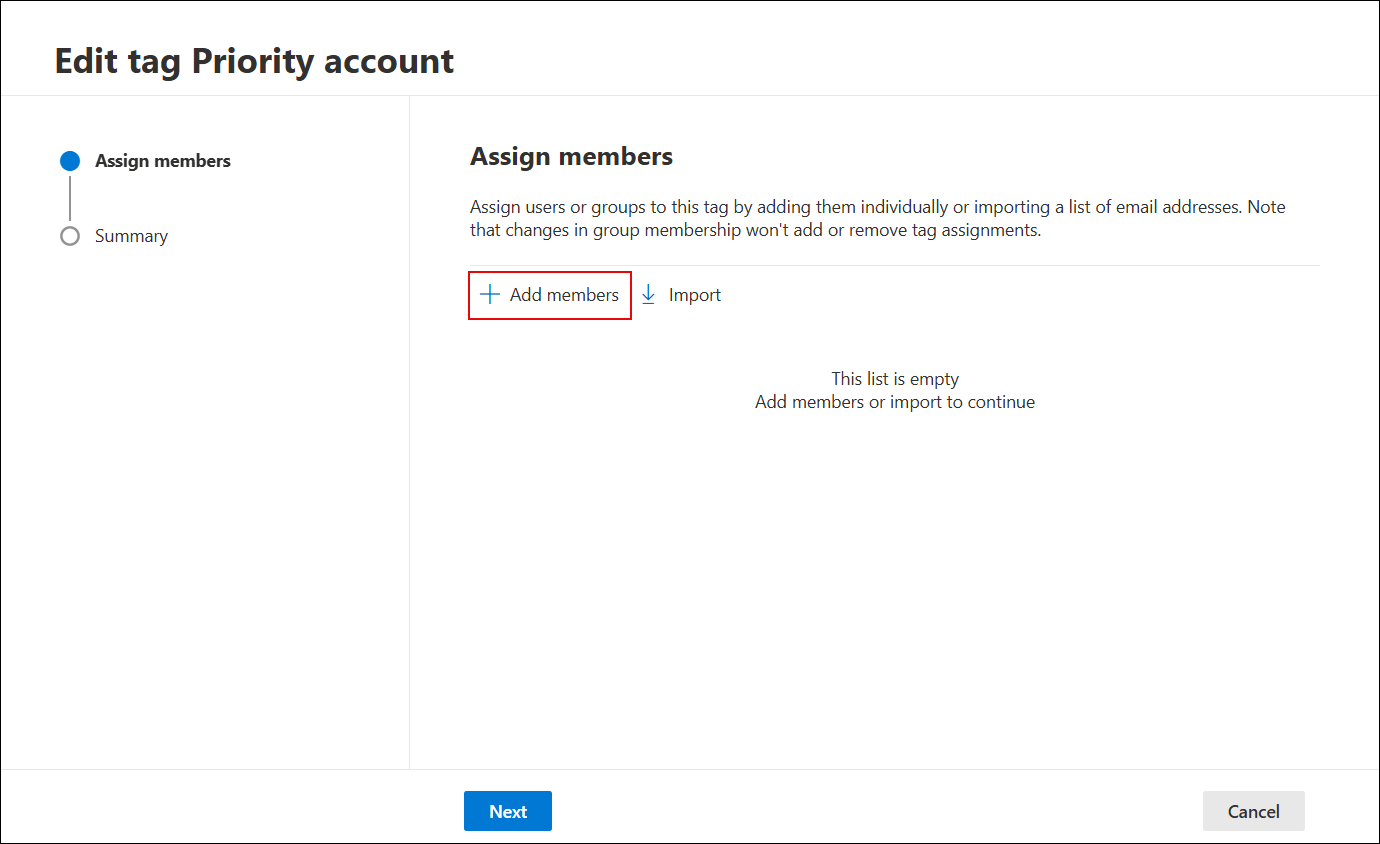 Edit tag Priority account
Assign members
Summary
Assign members
Assign users or groups to this tag by adding them individually or importing a list of email addresses. Note
that changes in group membership won't add or remove tag assignments.
Add members
Import
This list is empty
Add members or import to continue
Next
Cancel